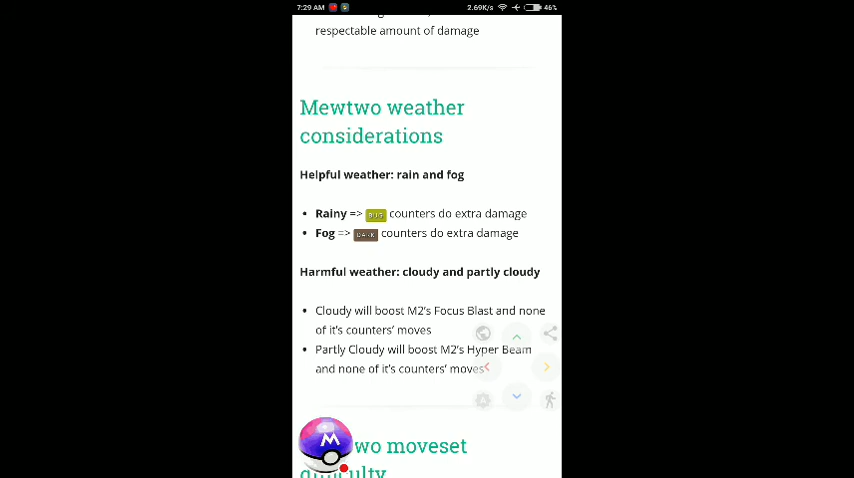 7:29 AM 2.69K/s 46%
respectable amount of damage
Mewtwo weather
considerations
Helpful weather: rain and fog
• Rainy => BUG counters do extra damage
• Fog => DARK counters do extra damage
Harmful weather: cloudy and partly cloudy
• Cloudy will boost M2's Focus Blast and none
of it's counters' moves
• Partly Cloudy will boost M2's Hyper Beam
and none of it's counters' moves
wo moveset
difficulty